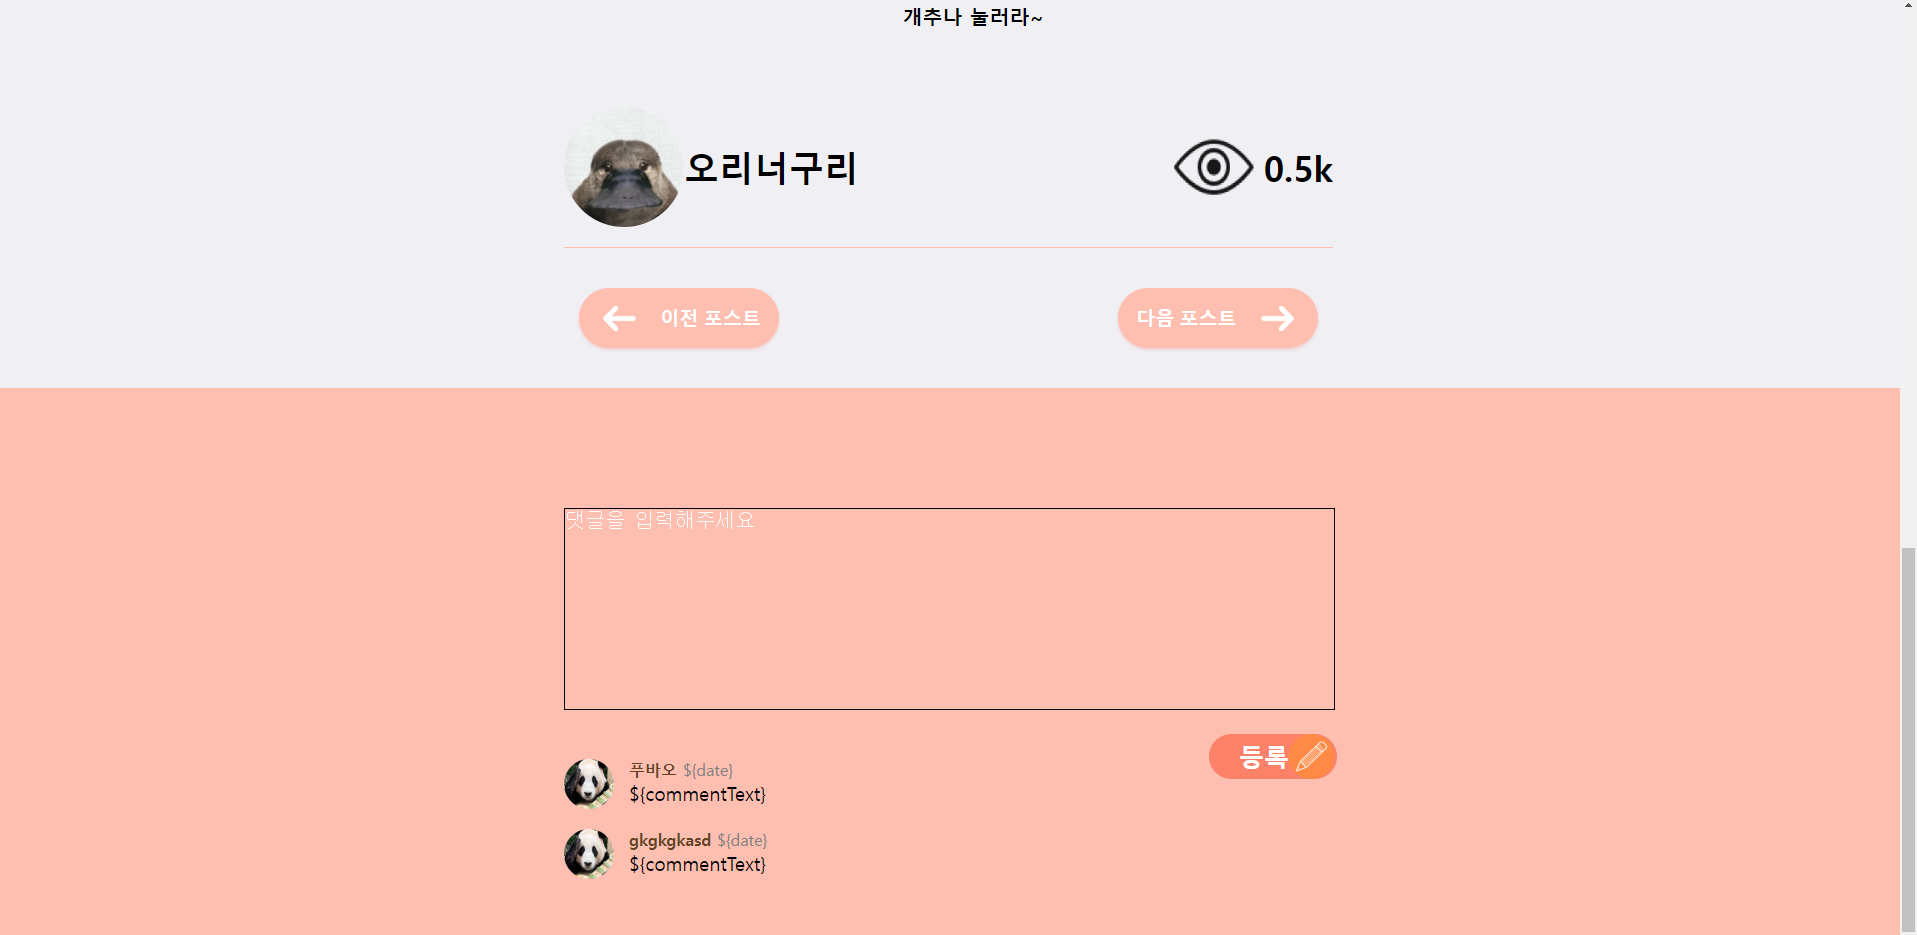 개추나 눌러라~
오리너구리
0.5k
이전 포스트
다음 포스트
댓글을 입력해주세요
등록
푸바오 ${date}
${commentText}
gkgkgkasd ${date}
${commentText}